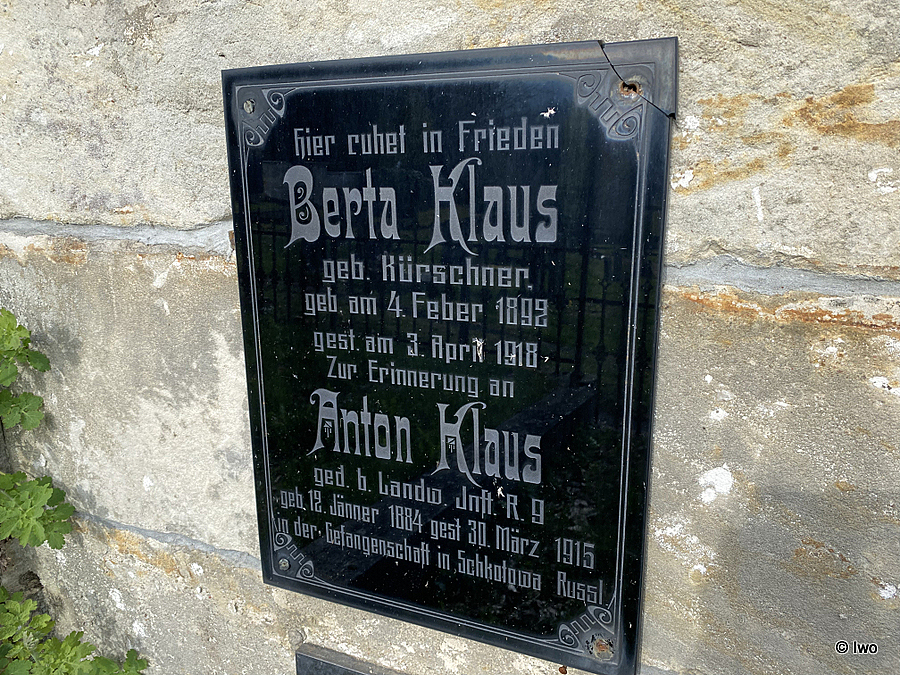 Hier ruhet in Frieden
Berta Klaus
geb. Kürschner.
geb. am 4. Feber 1892
gest. am 3. April 1918
Zur Erinnerung an
Anton Klaus
ged. b. Landw. Jnft. R. 9
geb. 12. Jänner 1884 gest 30. März 1915
in der Gefangenschaft in Schkotowa Russl
© Iwo